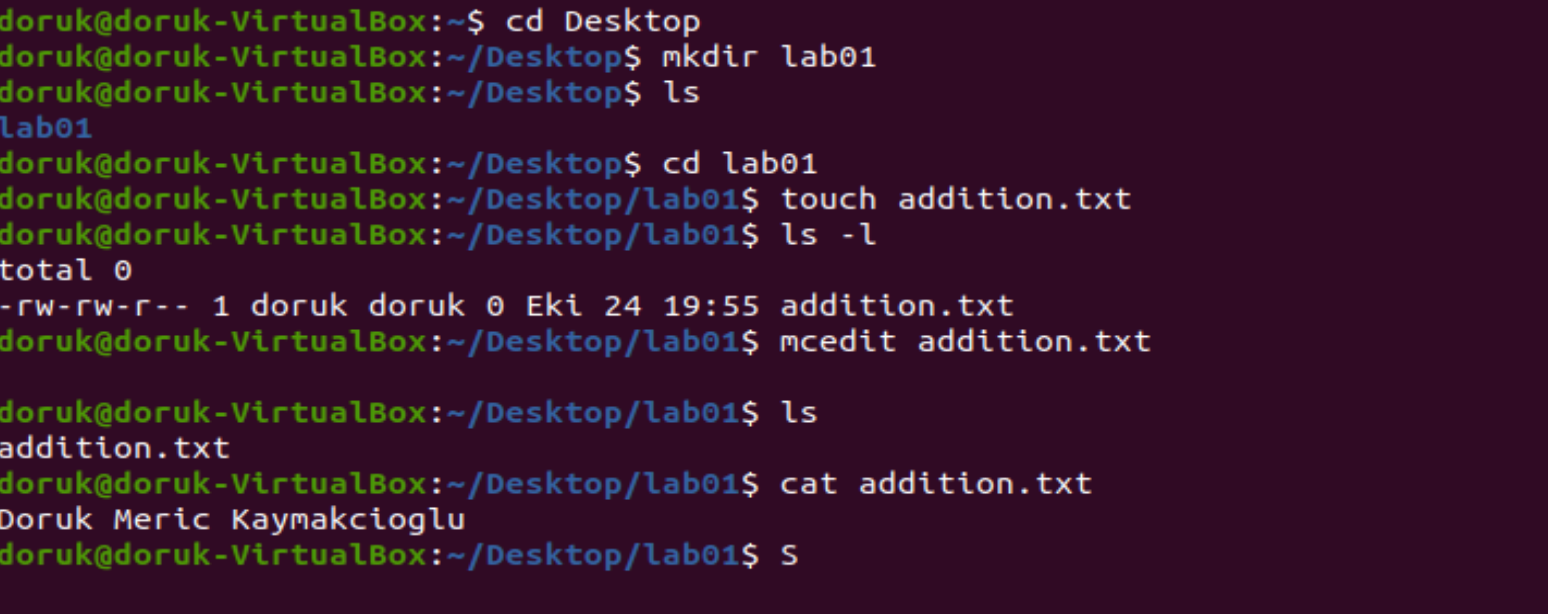 doruk@doruk-VirtualBox:~$ cd Desktop
doruk@doruk-VirtualBox:~/Desktop$ mkdir lab01
doruk@doruk-VirtualBox:~/Desktop$ ls
lab01
doruk@doruk-VirtualBox:~/Desktop$ cd lab01
doruk@doruk-VirtualBox:~/Desktop/lab01$ touch addition.txt
doruk@doruk-VirtualBox:~/Desktop/lab01$ ls -l
total 0
-rw-rw-r-- 1 doruk doruk 0 Eki 24 19:55 addition.txt
doruk@doruk-VirtualBox:~/Desktop/lab01$ mcedit addition.txt
doruk@doruk-VirtualBox:~/Desktop/lab01$ ls
addition.txt
doruk@doruk-VirtualBox:~/Desktop/lab01$ cat addition.txt
Doruk Meric Kaymakcioglu
doruk@doruk-VirtualBox:~/Desktop/lab01$ S